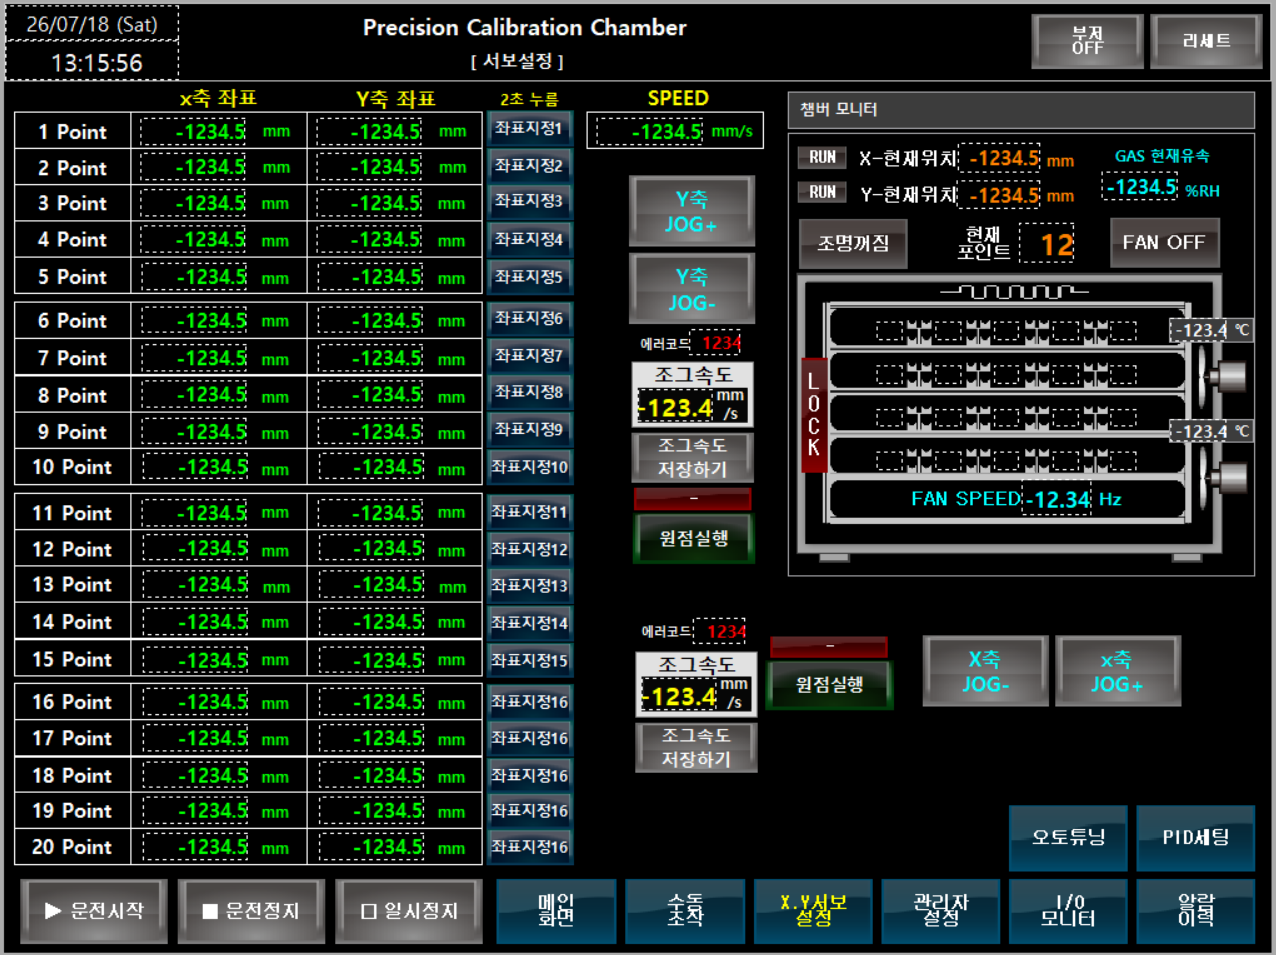 26/07/18 (Sat)
Precision Calibration Chamber
부저
OFF
리세트
13:15:56
[ 서보설정 ]
x축 좌표 Y축 좌표 2초 누름 SPEED
1 Point -1234.5 mm -1234.5 mm 좌표지정1
-1234.5 mm/s
2 Point -1234.5 mm -1234.5 mm 좌표지정2
3 Point -1234.5 mm -1234.5 mm 좌표지정3
4 Point -1234.5 mm -1234.5 mm 좌표지정4
5 Point -1234.5 mm -1234.5 mm 좌표지정5
6 Point -1234.5 mm -1234.5 mm 좌표지정6
7 Point -1234.5 mm -1234.5 mm 좌표지정7
8 Point -1234.5 mm -1234.5 mm 좌표지정8
9 Point -1234.5 mm -1234.5 mm 좌표지정9
10 Point -1234.5 mm -1234.5 mm 좌표지정10
11 Point -1234.5 mm -1234.5 mm 좌표지정11
12 Point -1234.5 mm -1234.5 mm 좌표지정12
13 Point -1234.5 mm -1234.5 mm 좌표지정13
14 Point -1234.5 mm -1234.5 mm 좌표지정14
15 Point -1234.5 mm -1234.5 mm 좌표지정15
16 Point -1234.5 mm -1234.5 mm 좌표지정16
17 Point -1234.5 mm -1234.5 mm 좌표지정16
18 Point -1234.5 mm -1234.5 mm 좌표지정16
19 Point -1234.5 mm -1234.5 mm 좌표지정16
20 Point -1234.5 mm -1234.5 mm 좌표지정16
Y축
JOG+
Y축
JOG-
에러코드 1234
조그속도
-123.4 mm/s
조그속도
저장하기
-
원점실행
챔버 모니터
RUN X-현재위치 -1234.5 mm
GAS 현재유속
RUN Y-현재위치 -1234.5 mm
-1234.5 %RH
조명꺼짐
현재
포인트 12
FAN OFF
-123.4 ℃
LOCK
-123.4 ℃
FAN SPEED -12.34 Hz
에러코드 1234
조그속도
-123.4 mm/s
조그속도
저장하기
-
원점실행
X축
JOG-
x축
JOG+
오토튜닝
PID세팅
▶ 운전시작
■ 운전정지
□ 일시정지
메인
화면
수동
조작
X.Y서보
설정
관리자
설정
I/O
모니터
알람
이력